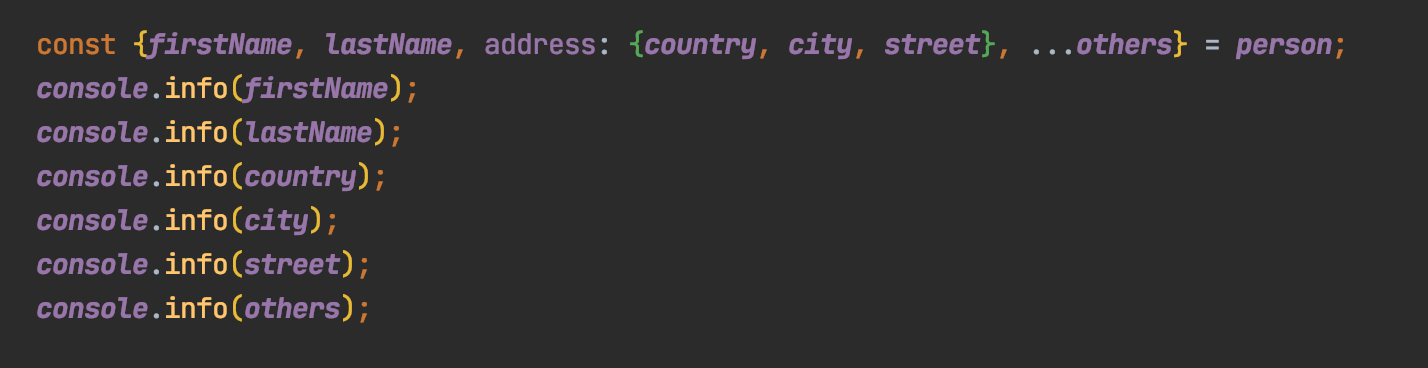 const {firstName, lastName, address: {country, city, street}, ...others} = person;
console.info(firstName);
console.info(lastName);
console.info(country);
console.info(city);
console.info(street);
console.info(others);